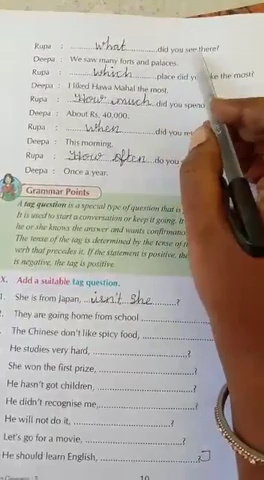 Rupa : ......what............did you see there?
Deepa : We saw many forts and palaces.
Rupa : ......which............place did you like the most?
Deepa : I liked Hawa Mahal the most.
Rupa : ...How much...did you spend
Deepa : About Rs. 40,000.
Rupa : .......When............did you
Deepa : This morning.
Rupa : ...How often...do you
Deepa : Once a year.
Grammar Points
A tag question is a special type of question that
It is used to start a conversation or keep it going.
he or she knows the answer and wants confirmatio
The tense of the tag is determined by the tense of
verb that precedes it. If the statement is positive, the
is negative, the tag is positive.
X. Add a suitable tag question.
1. She is from Japan, ...isn't she.........?
2. They are going home from school
The Chinese don't like spicy food,
He studies very hard, ..............................?
She won the first prize, ..............................?
He hasn't got children, ..............................?
He didn't recognise me, ..............................?
He will not do it, ..............................?
Let's go for a movie, ..............................?
He should learn English, ..............................?
10